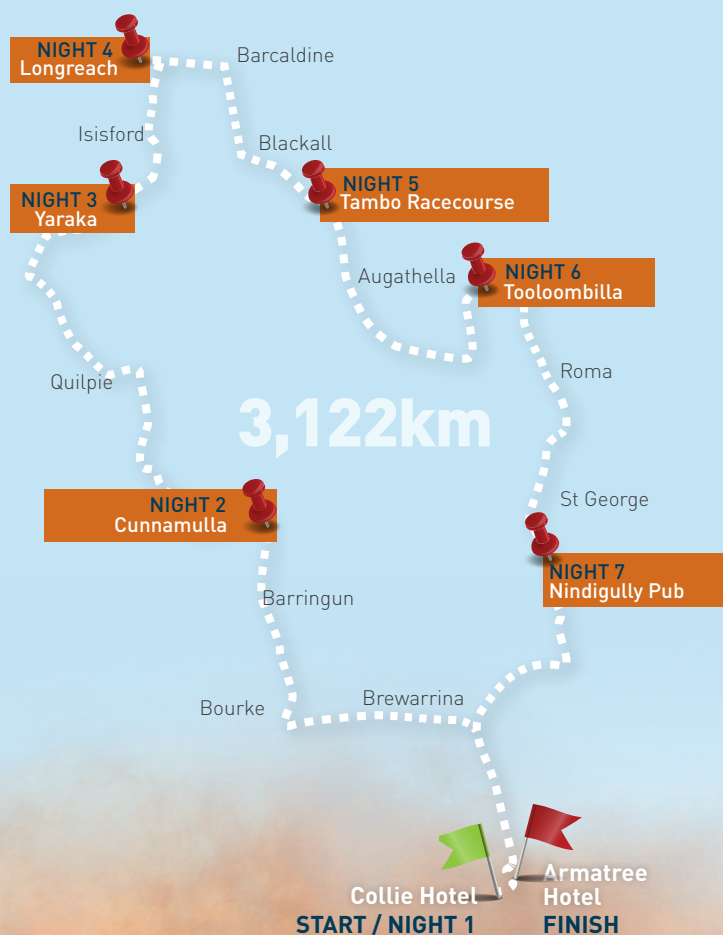 NIGHT 4
Longreach
Barcaldine
Isisford
Blackall
NIGHT 3
Yaraka
NIGHT 5
Tambo Racecourse
Augathella
NIGHT 6
Tooloombilla
Quilpie
Roma
3,122km
NIGHT 2
Cunnamulla
St George
NIGHT 7
Nindigully Pub
Barringun
Bourke
Brewarrina
Collie Hotel
START / NIGHT 1
Armatree
Hotel
FINISH